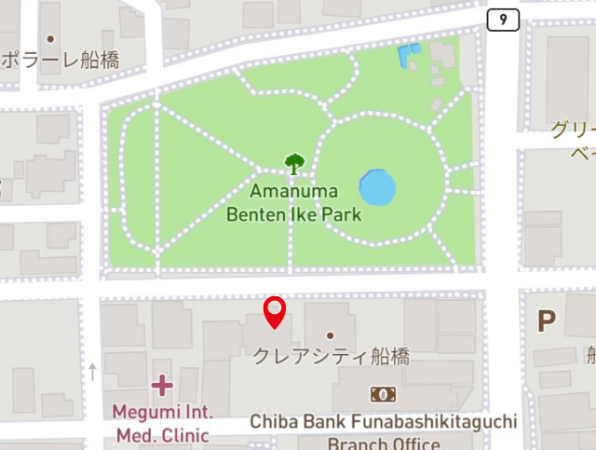 9
ポラーレ船橋
グリー
ベイ
Amanuma
Benten Ike Park
P
クレアシティ船橋
船
Megumi Int.
Med. Clinic
Chiba Bank Funabashikitaguchi
Branch Office